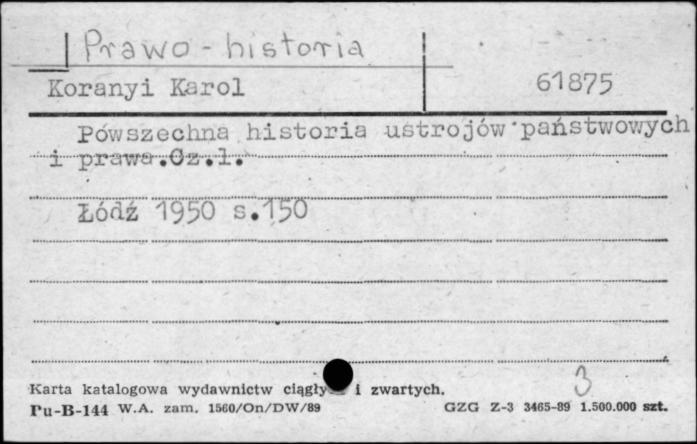 Prawo - historia
Koranyi Karol 61875
Powszechna historia ustrojów państwowych
i prawa.Cz.1.
Łódź 1950 s.150
3
Karta katalogowa wydawnictw ciągły i zwartych.
Pu-B-144 W.A. zam. 1560/On/DW/89 GZG Z-3 3465-89 1.500.000 szt.